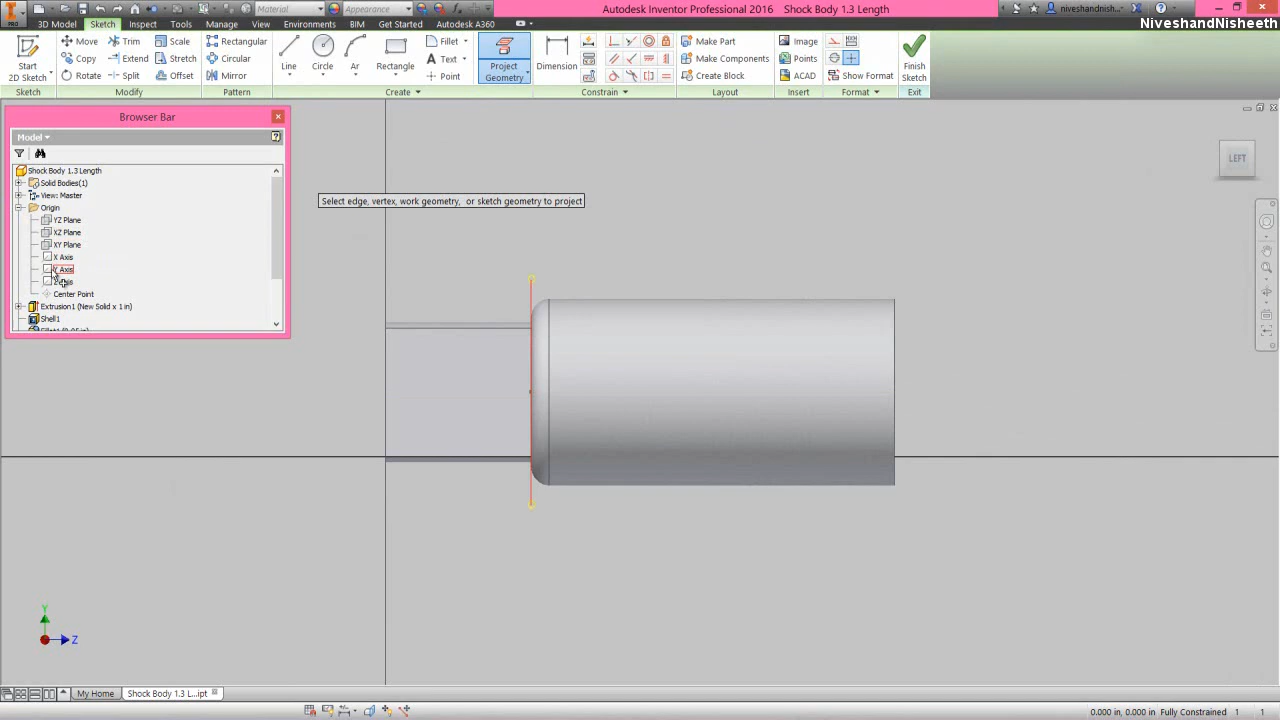 Material
Appearance
Autodesk Inventor Professional 2016   Shock Body 1.3 Length
niveshandnish...
NiveshandNisheeth
PRO
3D Model
Sketch
Inspect
Tools
Manage
View
Environments
BIM
Get Started
Autodesk A360
Start
2D Sketch
Move
Copy
Rotate
Trim
Extend
Split
Scale
Stretch
Offset
Rectangular
Circular
Mirror
Line
Circle
Arc
Rectangle
Fillet
Text
Point
Project
Geometry
Dimension
Make Part
Make Components
Create Block
Image
Points
ACAD
Show Format
Finish
Sketch
Sketch
Modify
Pattern
Create
Constrain
Layout
Insert
Format
Exit
Browser Bar
Model
Shock Body 1.3 Length
Solid Bodies(1)
View: Master
Origin
YZ Plane
XZ Plane
XY Plane
X Axis
Y Axis
Center Point
Extrusion1 (New Solid x 1 in)
Shell1
Select edge, vertex, work geometry, or sketch geometry to project
LEFT
Y
Z
My Home
Shock Body 1.3 L...ipt
0.000 in, 0.000 in Fully Constrained 1 1